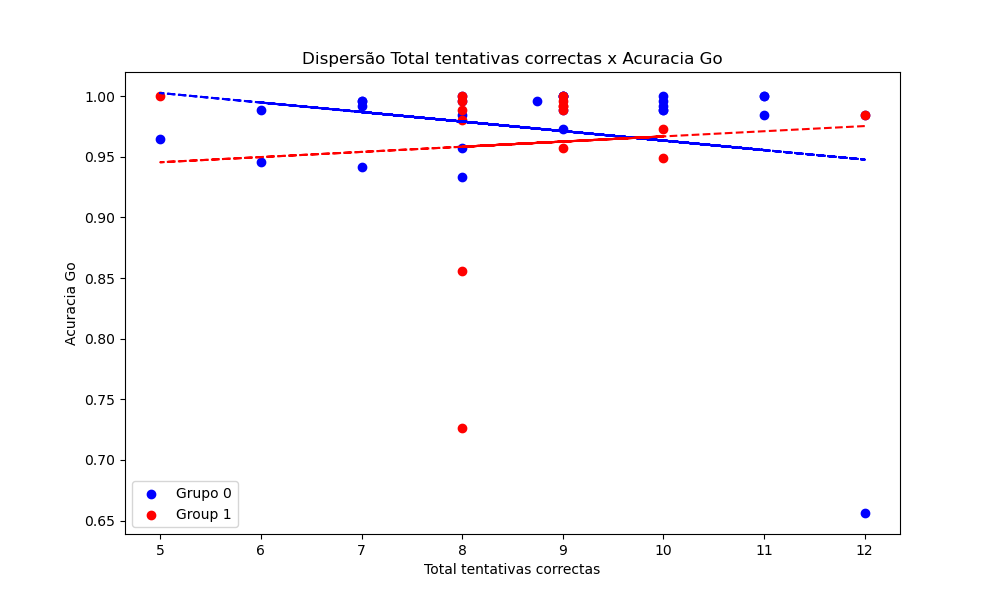 Dispersão Total tentativas correctas x Acuracia Go
Acuracia Go
1.00
0.95
0.90
0.85
0.80
0.75
0.70
0.65
Grupo 0
Group 1
5 6 7 8 9 10 11 12
Total tentativas correctas